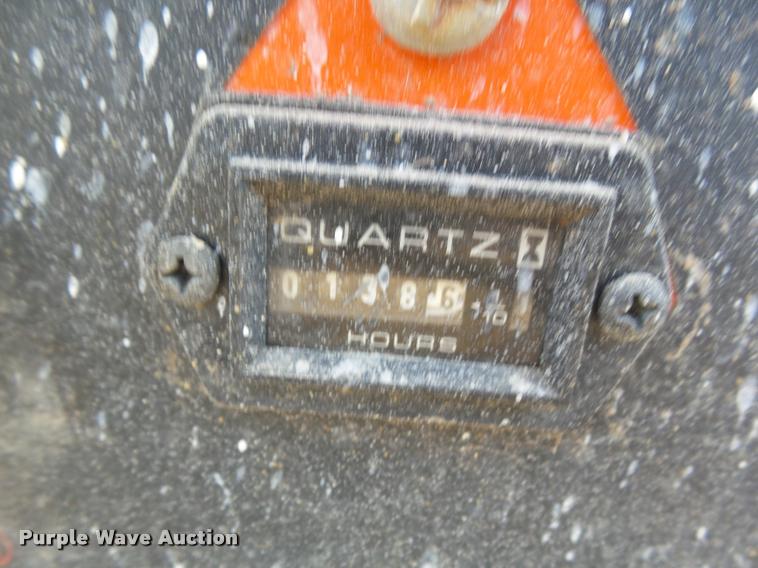 QUARTZ
0 1 3 8 6 1/10
HOURS
Purple Wave Auction